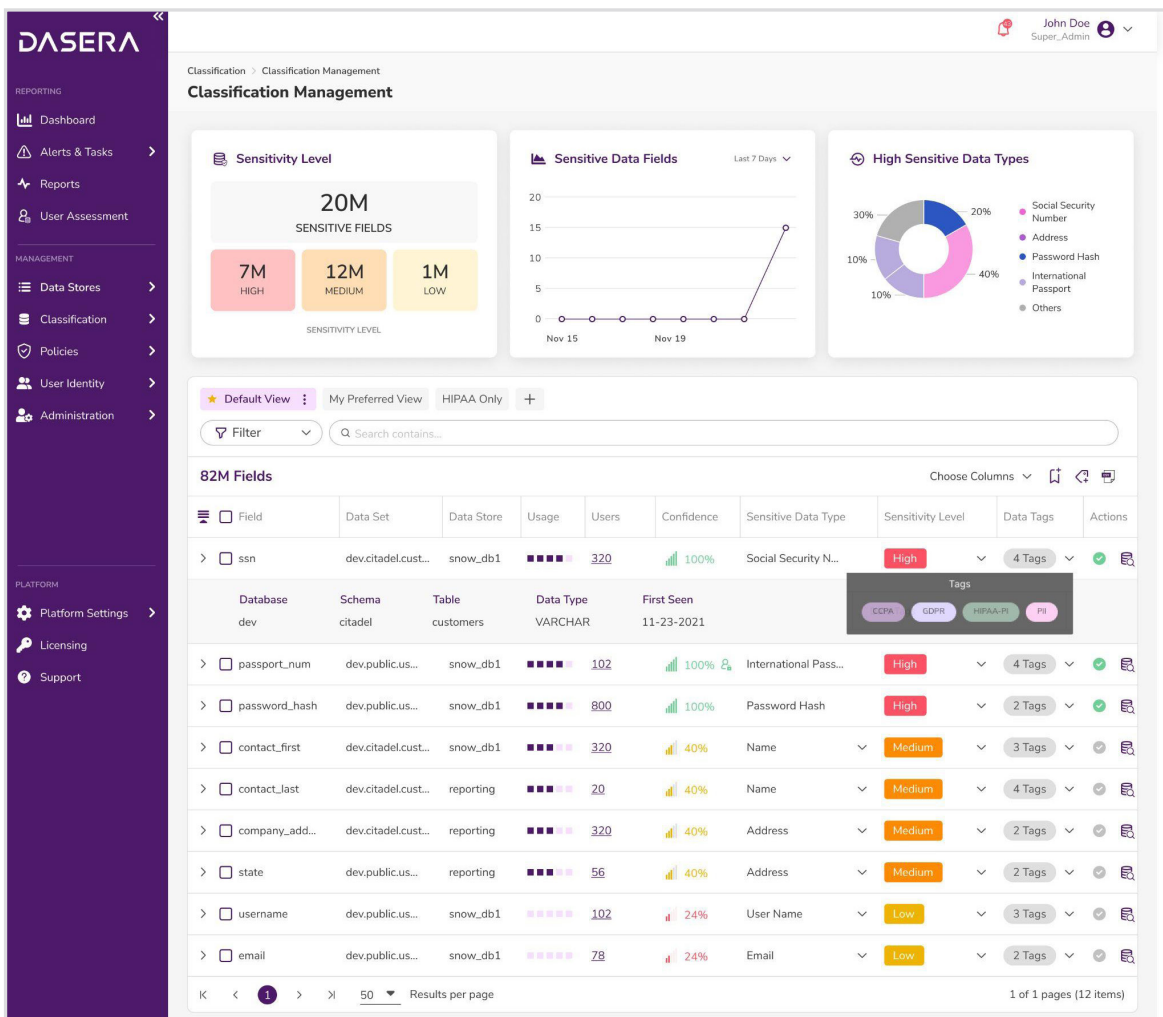 DASERA
John Doe
Super_Admin
Classification > Classification Management
Classification Management
REPORTING
Dashboard
Alerts & Tasks
Reports
User Assessment
MANAGEMENT
Data Stores
Classification
Policies
User Identity
Administration
PLATFORM
Platform Settings
Licensing
Support
Sensitivity Level
20M
SENSITIVE FIELDS
7M
HIGH
12M
MEDIUM
1M
LOW
SENSITIVITY LEVEL
Sensitive Data Fields
Last 7 Days
20
15
10
5
0
Nov 15 Nov 19
High Sensitive Data Types
30%
20%
10%
40%
10%
Social Security
Number
Address
Password Hash
International
Passport
Others
Default View My Preferred View HIPAA Only +
Filter Search contains...
82M Fields Choose Columns
Field Data Set Data Store Usage Users Confidence Sensitive Data Type Sensitivity Level Data Tags Actions
ssn dev.citadel.cust... snow_db1 320 100% Social Security N... High 4 Tags
Tags
CCPA GDPR HIPAA-PI PII
Database Schema Table Data Type First Seen
dev citadel customers VARCHAR 11-23-2021
passport_num dev.public.us... snow_db1 102 100% International Pass... High 4 Tags
password_hash dev.public.us... snow_db1 800 100% Password Hash High 2 Tags
contact_first dev.citadel.cust... snow_db1 320 40% Name Medium 3 Tags
contact_last dev.citadel.cust... reporting 20 40% Name Medium 4 Tags
company_add... dev.citadel.cust... reporting 320 40% Address Medium 2 Tags
state dev.public.us... reporting 56 40% Address Medium 2 Tags
username dev.public.us... snow_db1 102 24% User Name Low 3 Tags
email dev.public.us... snow_db1 78 24% Email Low 2 Tags
1 50 Results per page 1 of 1 pages (12 items)